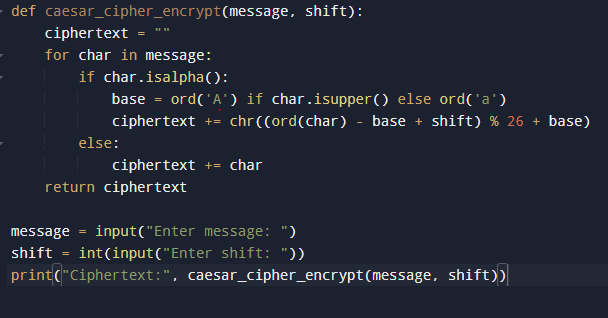 def caesar_cipher_encrypt(message, shift):
    ciphertext = ""
    for char in message:
        if char.isalpha():
            base = ord('A') if char.isupper() else ord('a')
            ciphertext += chr((ord(char) - base + shift) % 26 + base)
        else:
            ciphertext += char
    return ciphertext

message = input("Enter message: ")
shift = int(input("Enter shift: "))
print("Ciphertext:", caesar_cipher_encrypt(message, shift))